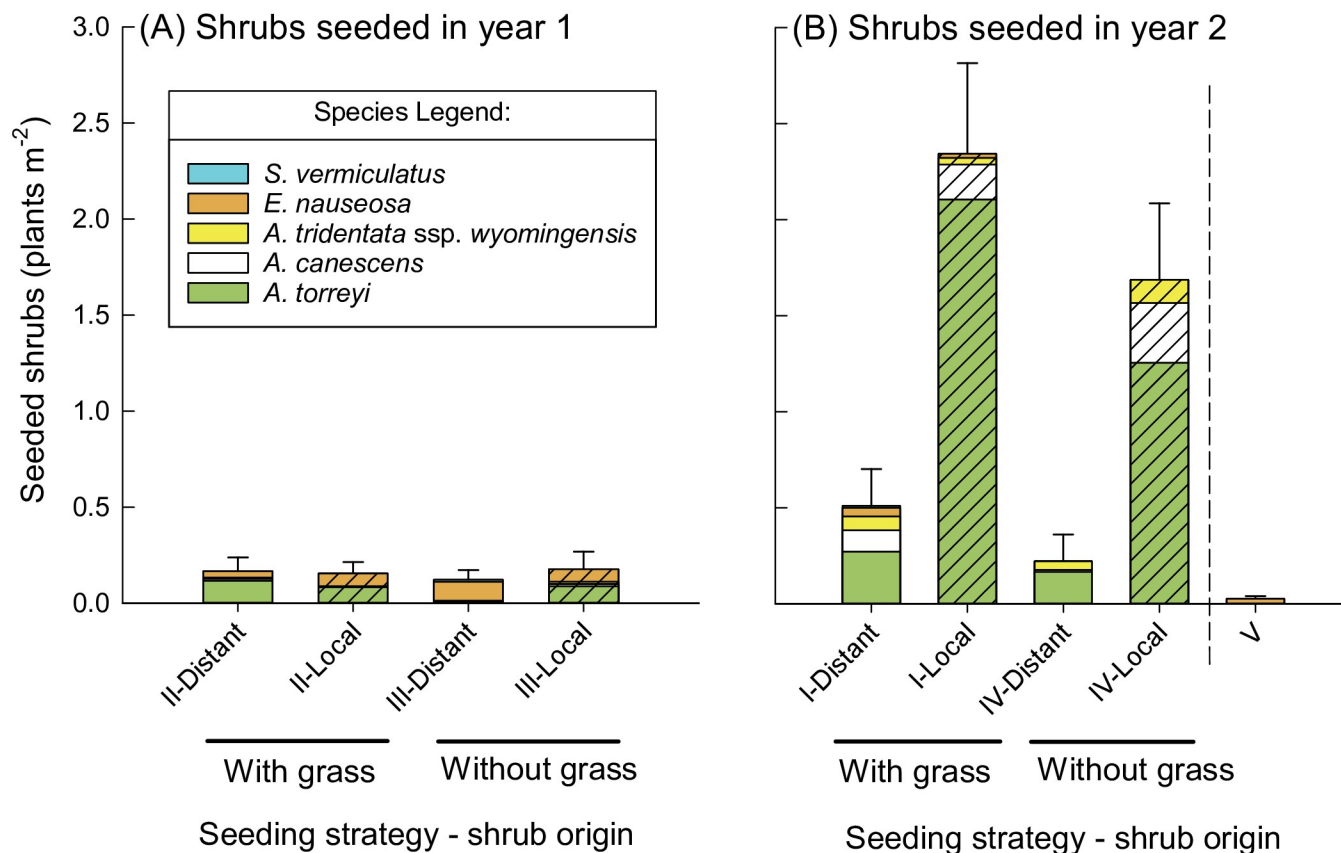 (A) Shrubs seeded in year 1
Seeded shrubs (plants m-2)
3.0
2.5
2.0
1.5
1.0
0.5
0.0
Species Legend:
S. vermiculatus
E. nauseosa
A. tridentata ssp. wyomingensis
A. canescens
A. torreyi
II-Distant
II-Local
III-Distant
III-Local
With grass
Without grass
Seeding strategy - shrub origin
(B) Shrubs seeded in year 2
I-Distant
I-Local
IV-Distant
IV-Local
V
With grass
Without grass
Seeding strategy - shrub origin